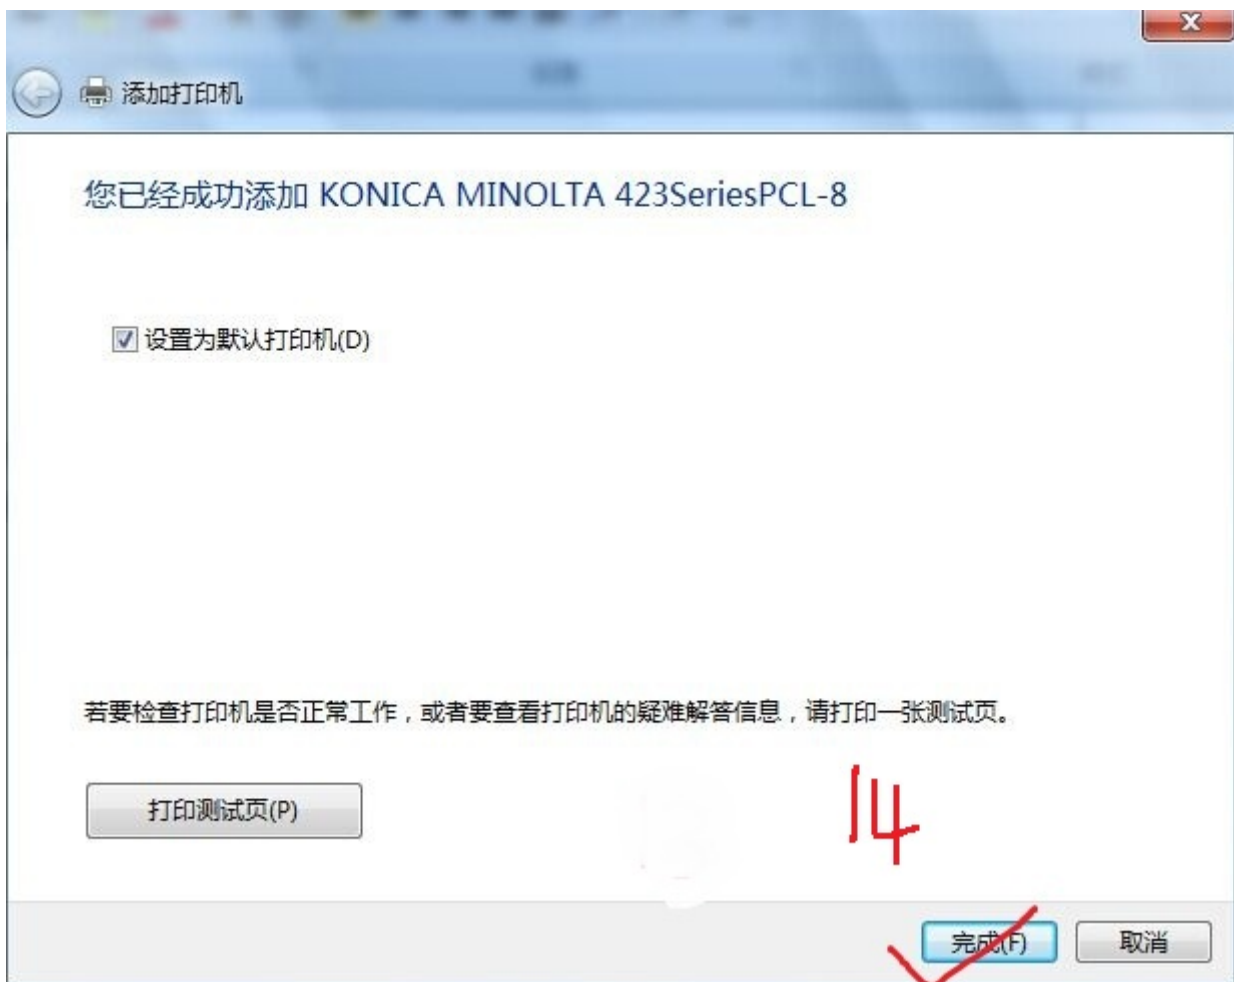 添加打印机
您已经成功添加 KONICA MINOLTA 423SeriesPCL-8
设置为默认打印机(D)
若要检查打印机是否正常工作，或者要查看打印机的疑难解答信息，请打印一张测试页。
打印测试页(P)
14
完成(F) 取消